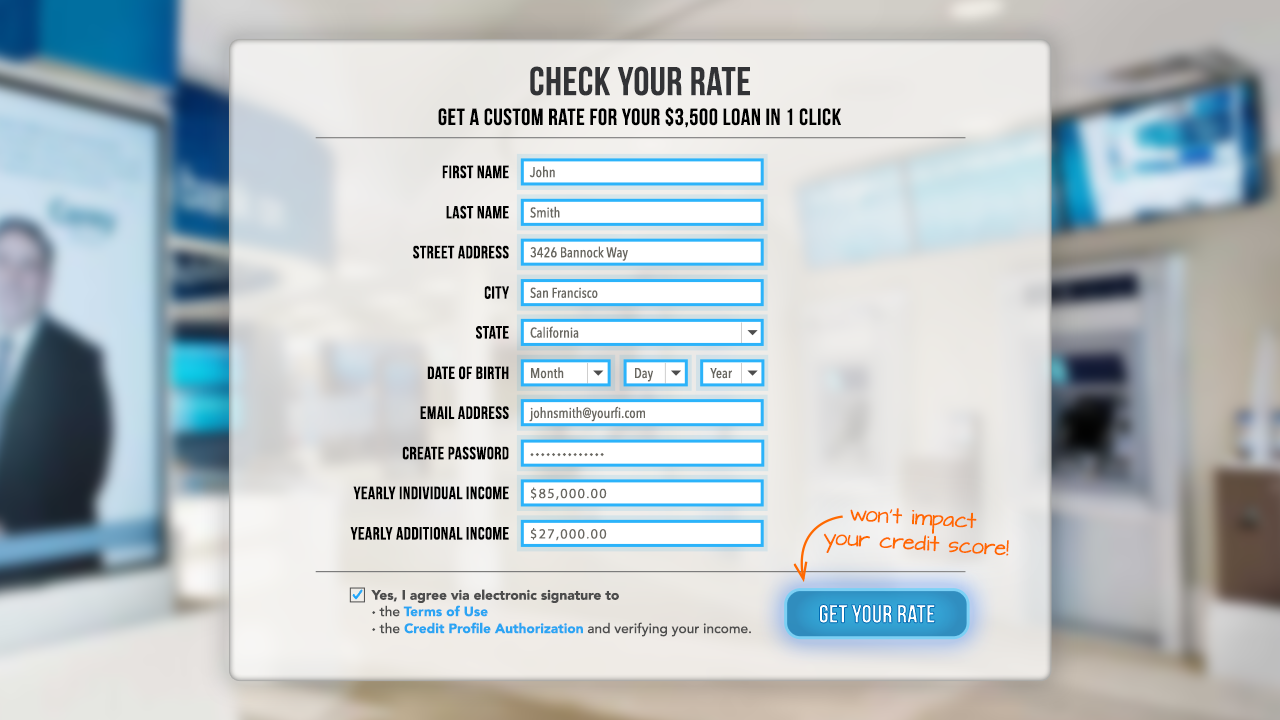 CHECK YOUR RATE
GET A CUSTOM RATE FOR YOUR $3,500 LOAN IN 1 CLICK
FIRST NAME John
LAST NAME Smith
STREET ADDRESS 3426 Bannock Way
CITY San Francisco
STATE California
DATE OF BIRTH Month Day Year
EMAIL ADDRESS johnsmith@yourfi.com
CREATE PASSWORD ••••••••••••••
YEARLY INDIVIDUAL INCOME $85,000.00
YEARLY ADDITIONAL INCOME $27,000.00
won't impact
your credit score!
Yes, I agree via electronic signature to
• the Terms of Use
• the Credit Profile Authorization and verifying your income.
GET YOUR RATE